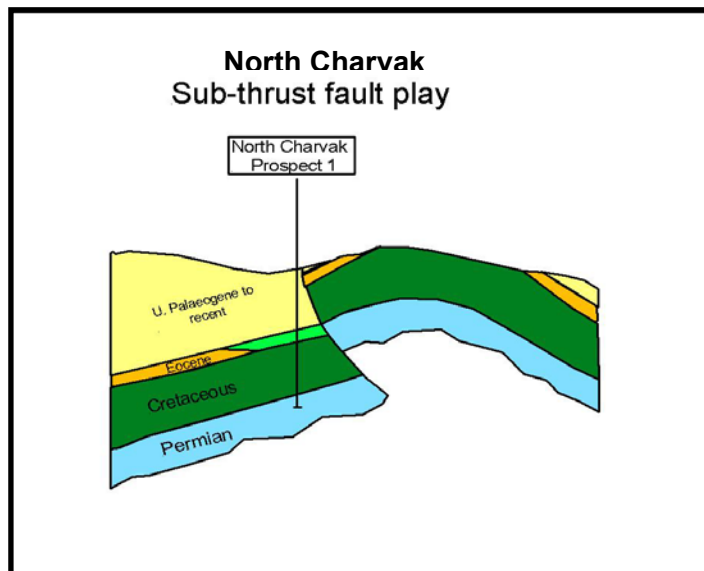 North Charvak
Sub-thrust fault play
North Charvak
Prospect 1
U. Palaeogene to
recent
Eocene
Cretaceous
Permian